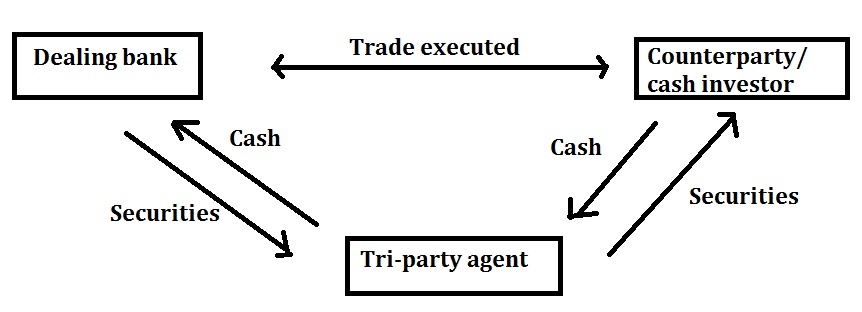 Dealing bank
Trade executed
Counterparty/
cash investor
Cash
Cash
Securities
Securities
Tri-party agent